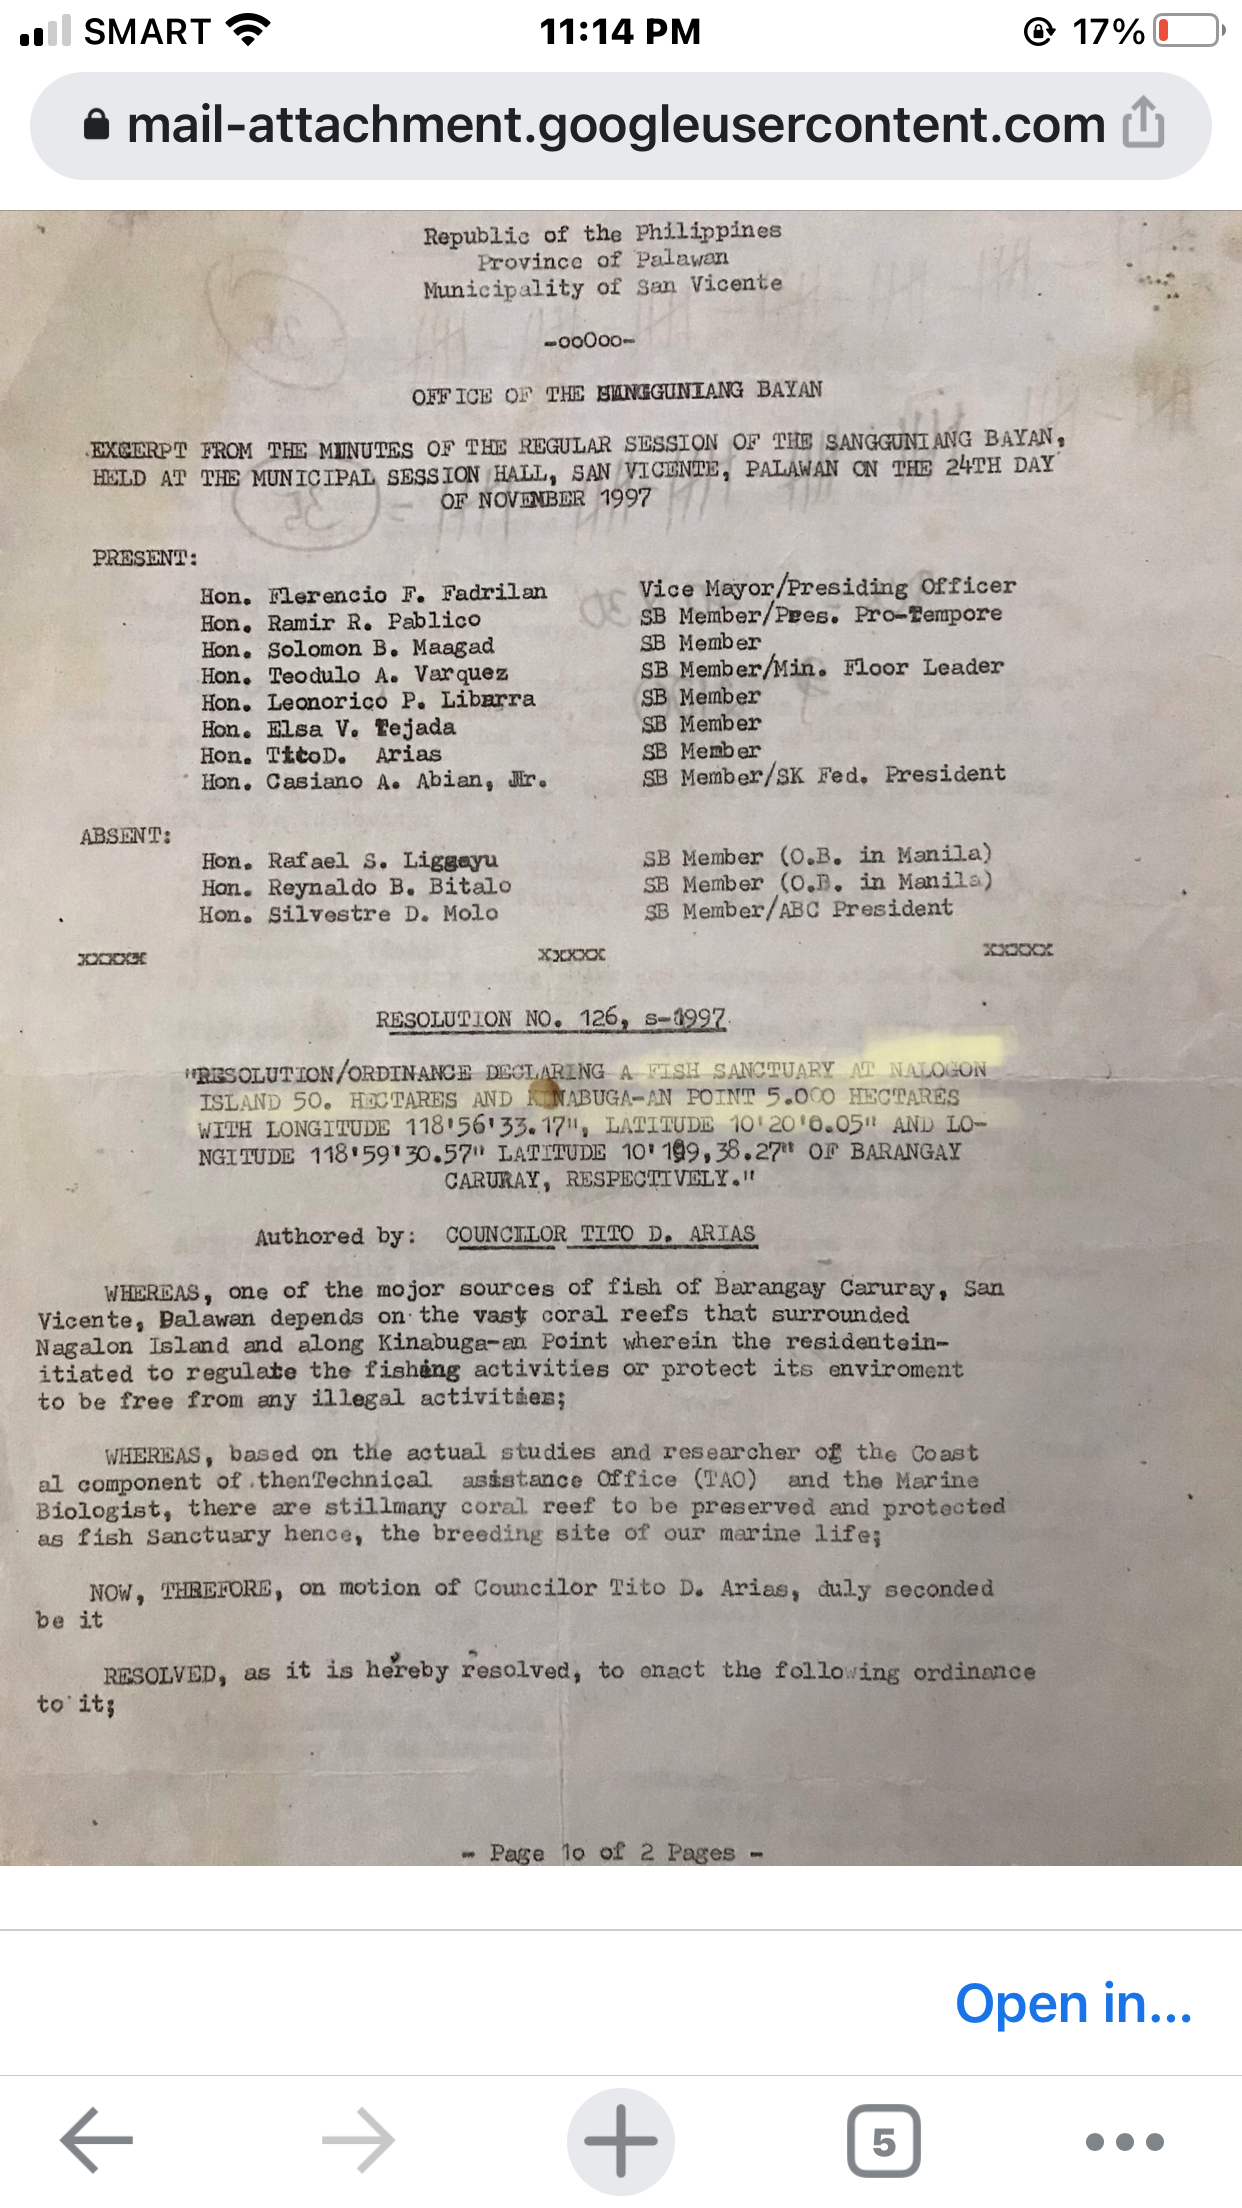 SMART 11:14 PM 17%
mail-attachment.googleusercontent.com
Republic of the Philippines
Province of Palawan
Municipality of San Vicente
-ooOoo-
OFFICE OF THE SANGGUNIANG BAYAN
EXCERPT FROM THE MINUTES OF THE REGULAR SESSION OF THE SANGGUNIANG BAYAN,
HELD AT THE MUNICIPAL SESSION HALL, SAN VICENTE, PALAWAN ON THE 24TH DAY
OF NOVEMBER 1997
PRESENT:
Hon. Flerencio F. Fadrilan Vice Mayor/Presiding Officer
Hon. Ramir R. Pablico SB Member/Pres. Pro-Tempore
Hon. Solomon B. Maagad SB Member
Hon. Teodulo A. Varquez SB Member/Min. Floor Leader
Hon. Leonorico P. Libarra SB Member
Hon. Elsa V. Tejada SB Member
Hon. TitoD. Arias SB Member
Hon. Casiano A. Abian, Jr. SB Member/SK Fed. President
ABSENT:
Hon. Rafael S. Liggayu SB Member (O.B. in Manila)
Hon. Reynaldo B. Bitalo SB Member (O.B. in Manila)
Hon. Silvestre D. Molo SB Member/ABC President
xxxxx xxxxx xxxxx
RESOLUTION NO. 126, s-1997
"RESOLUTION/ORDINANCE DECLARING A FISH SANCTUARY AT NALOGON
ISLAND 50. HECTARES AND NABUGA-AN POINT 5.000 HECTARES
WITH LONGITUDE 118'56'33.17", LATITUDE 10'20'0.05" AND LO-
NGITUDE 118'59'30.57" LATITUDE 10' 38.27" OF BARANGAY
CARURAY, RESPECTIVELY."
Authored by: COUNCILOR TITO D. ARIAS
WHEREAS, one of the mojor sources of fish of Barangay Caruray, San
Vicente, Palawan depends on the vast coral reefs that surrounded
Nagalon Island and along Kinabuga-an Point wherein the residentein-
itiated to regulate the fishing activities or protect its enviroment
to be free from any illegal activities;
WHEREAS, based on the actual studies and researcher of the Coast
al component of thenTechnical asistance Office (TAO) and the Marine
Biologist, there are stillmany coral reef to be preserved and protected
as fish Sanctuary hence, the breeding site of our marine life;
NOW, THREFORE, on motion of Councilor Tito D. Arias, duly seconded
be it
RESOLVED, as it is hereby resolved, to enact the following ordinance
to it;
- Page 1o of 2 Pages -
Open in...
5